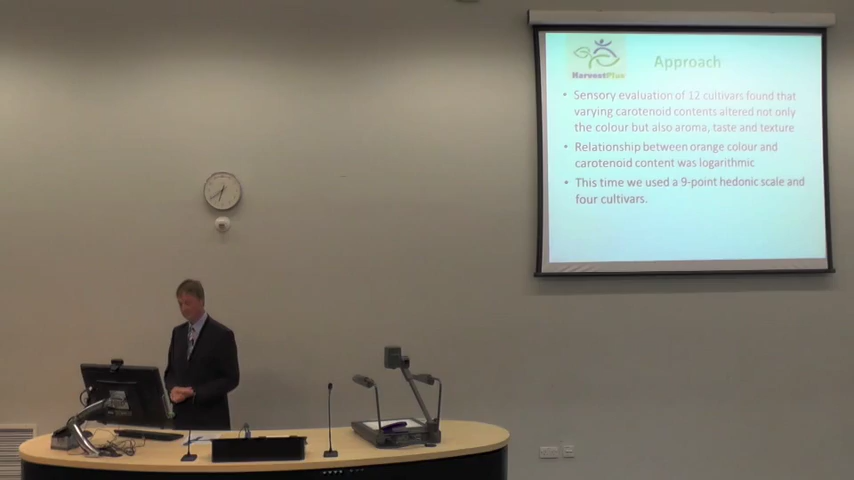 HarvestPlus
Approach
• Sensory evaluation of 12 cultivars found that
varying carotenoid contents altered not only
the colour but also aroma, taste and texture
• Relationship between orange colour and
carotenoid content was logarithmic
• This time we used a 9-point hedonic scale and
four cultivars.